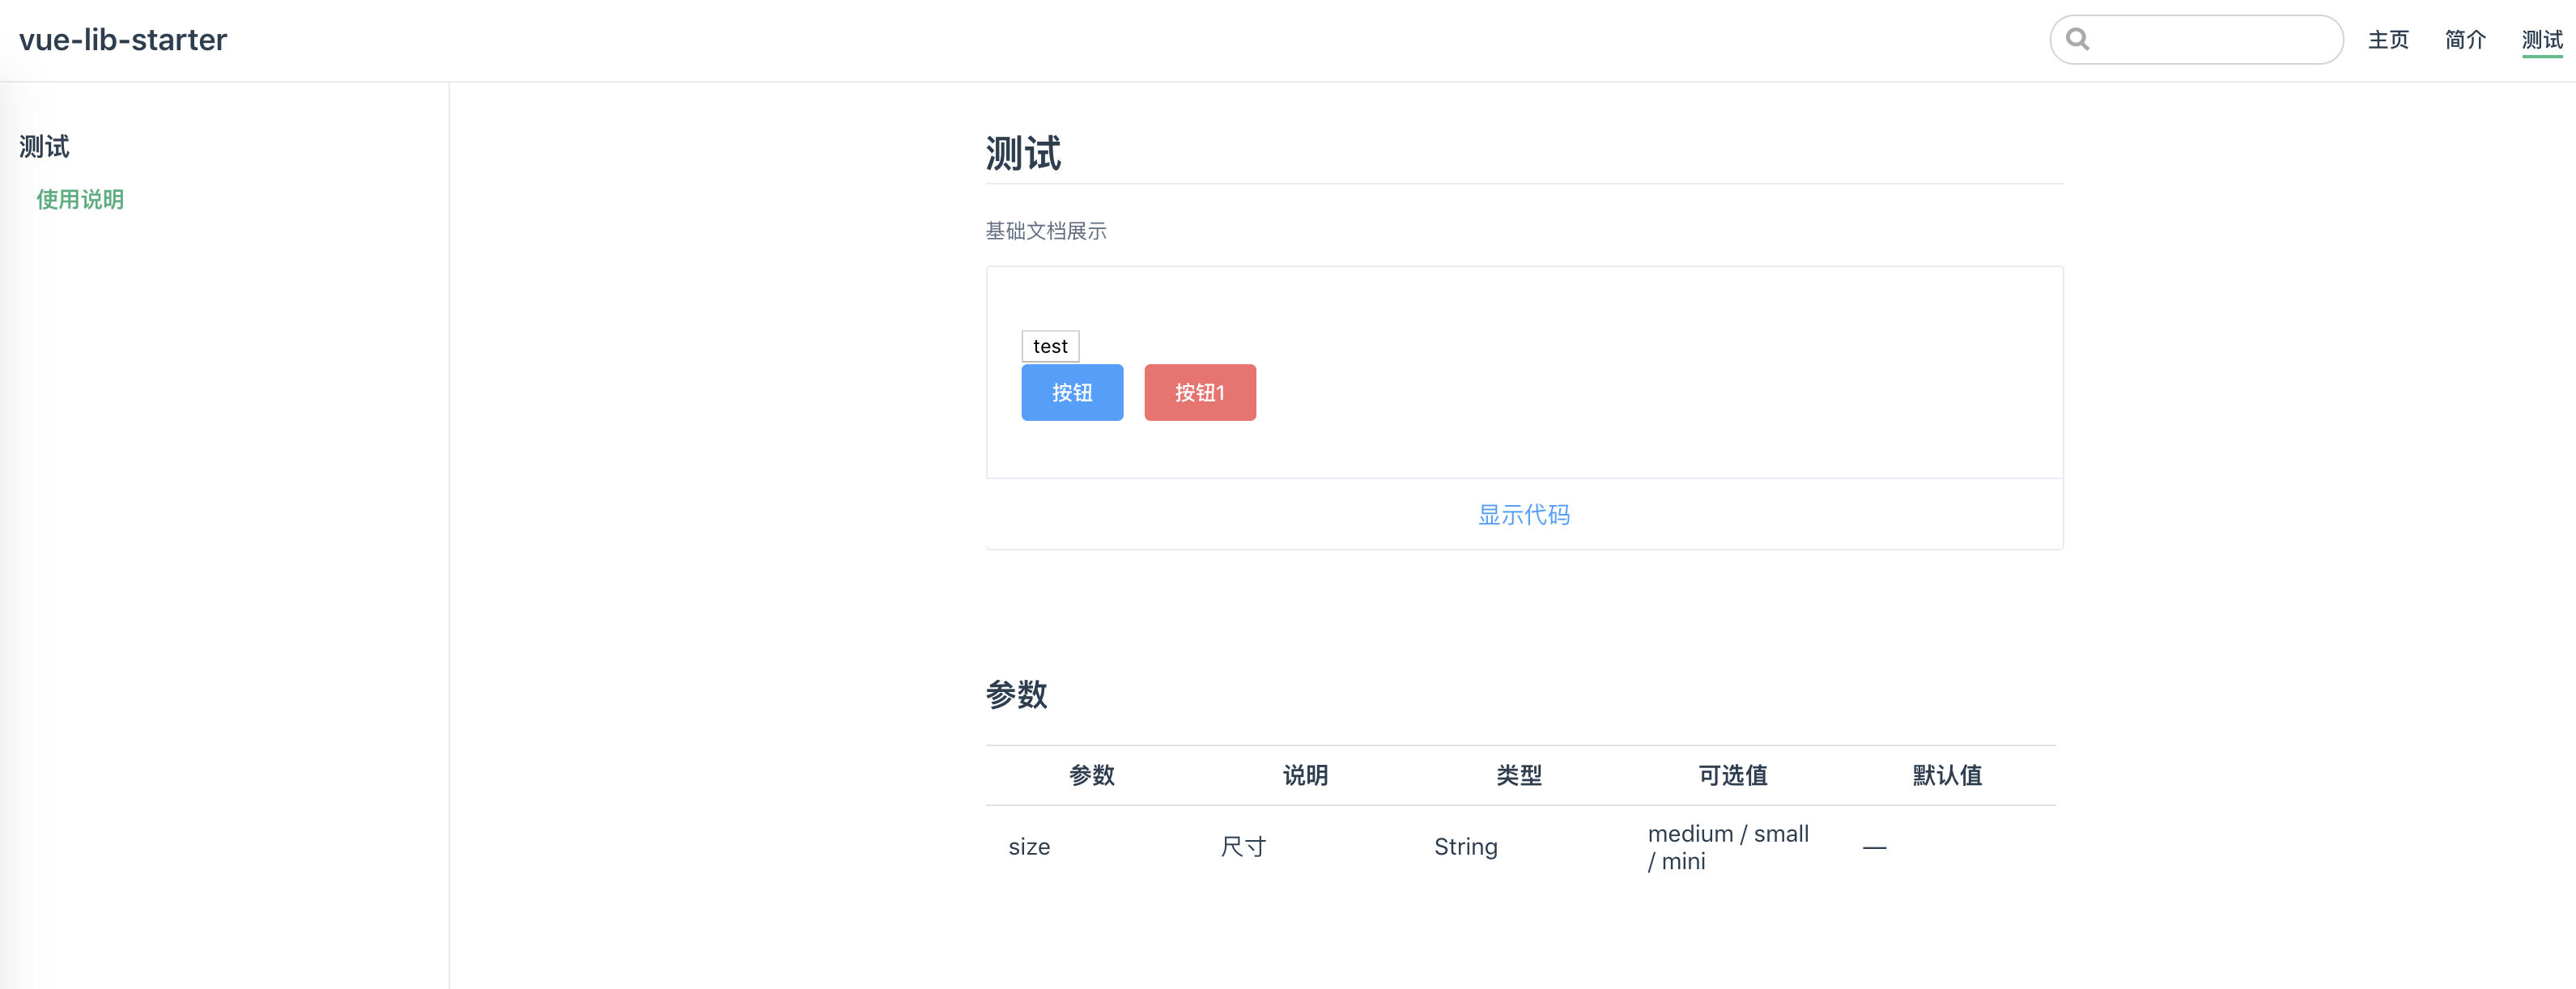 vue-lib-starter
主页 简介 测试
测试
使用说明
测试
基础文档展示
test
按钮 按钮1
显示代码
参数
参数 说明 类型 可选值 默认值
size 尺寸 String medium / small / mini —